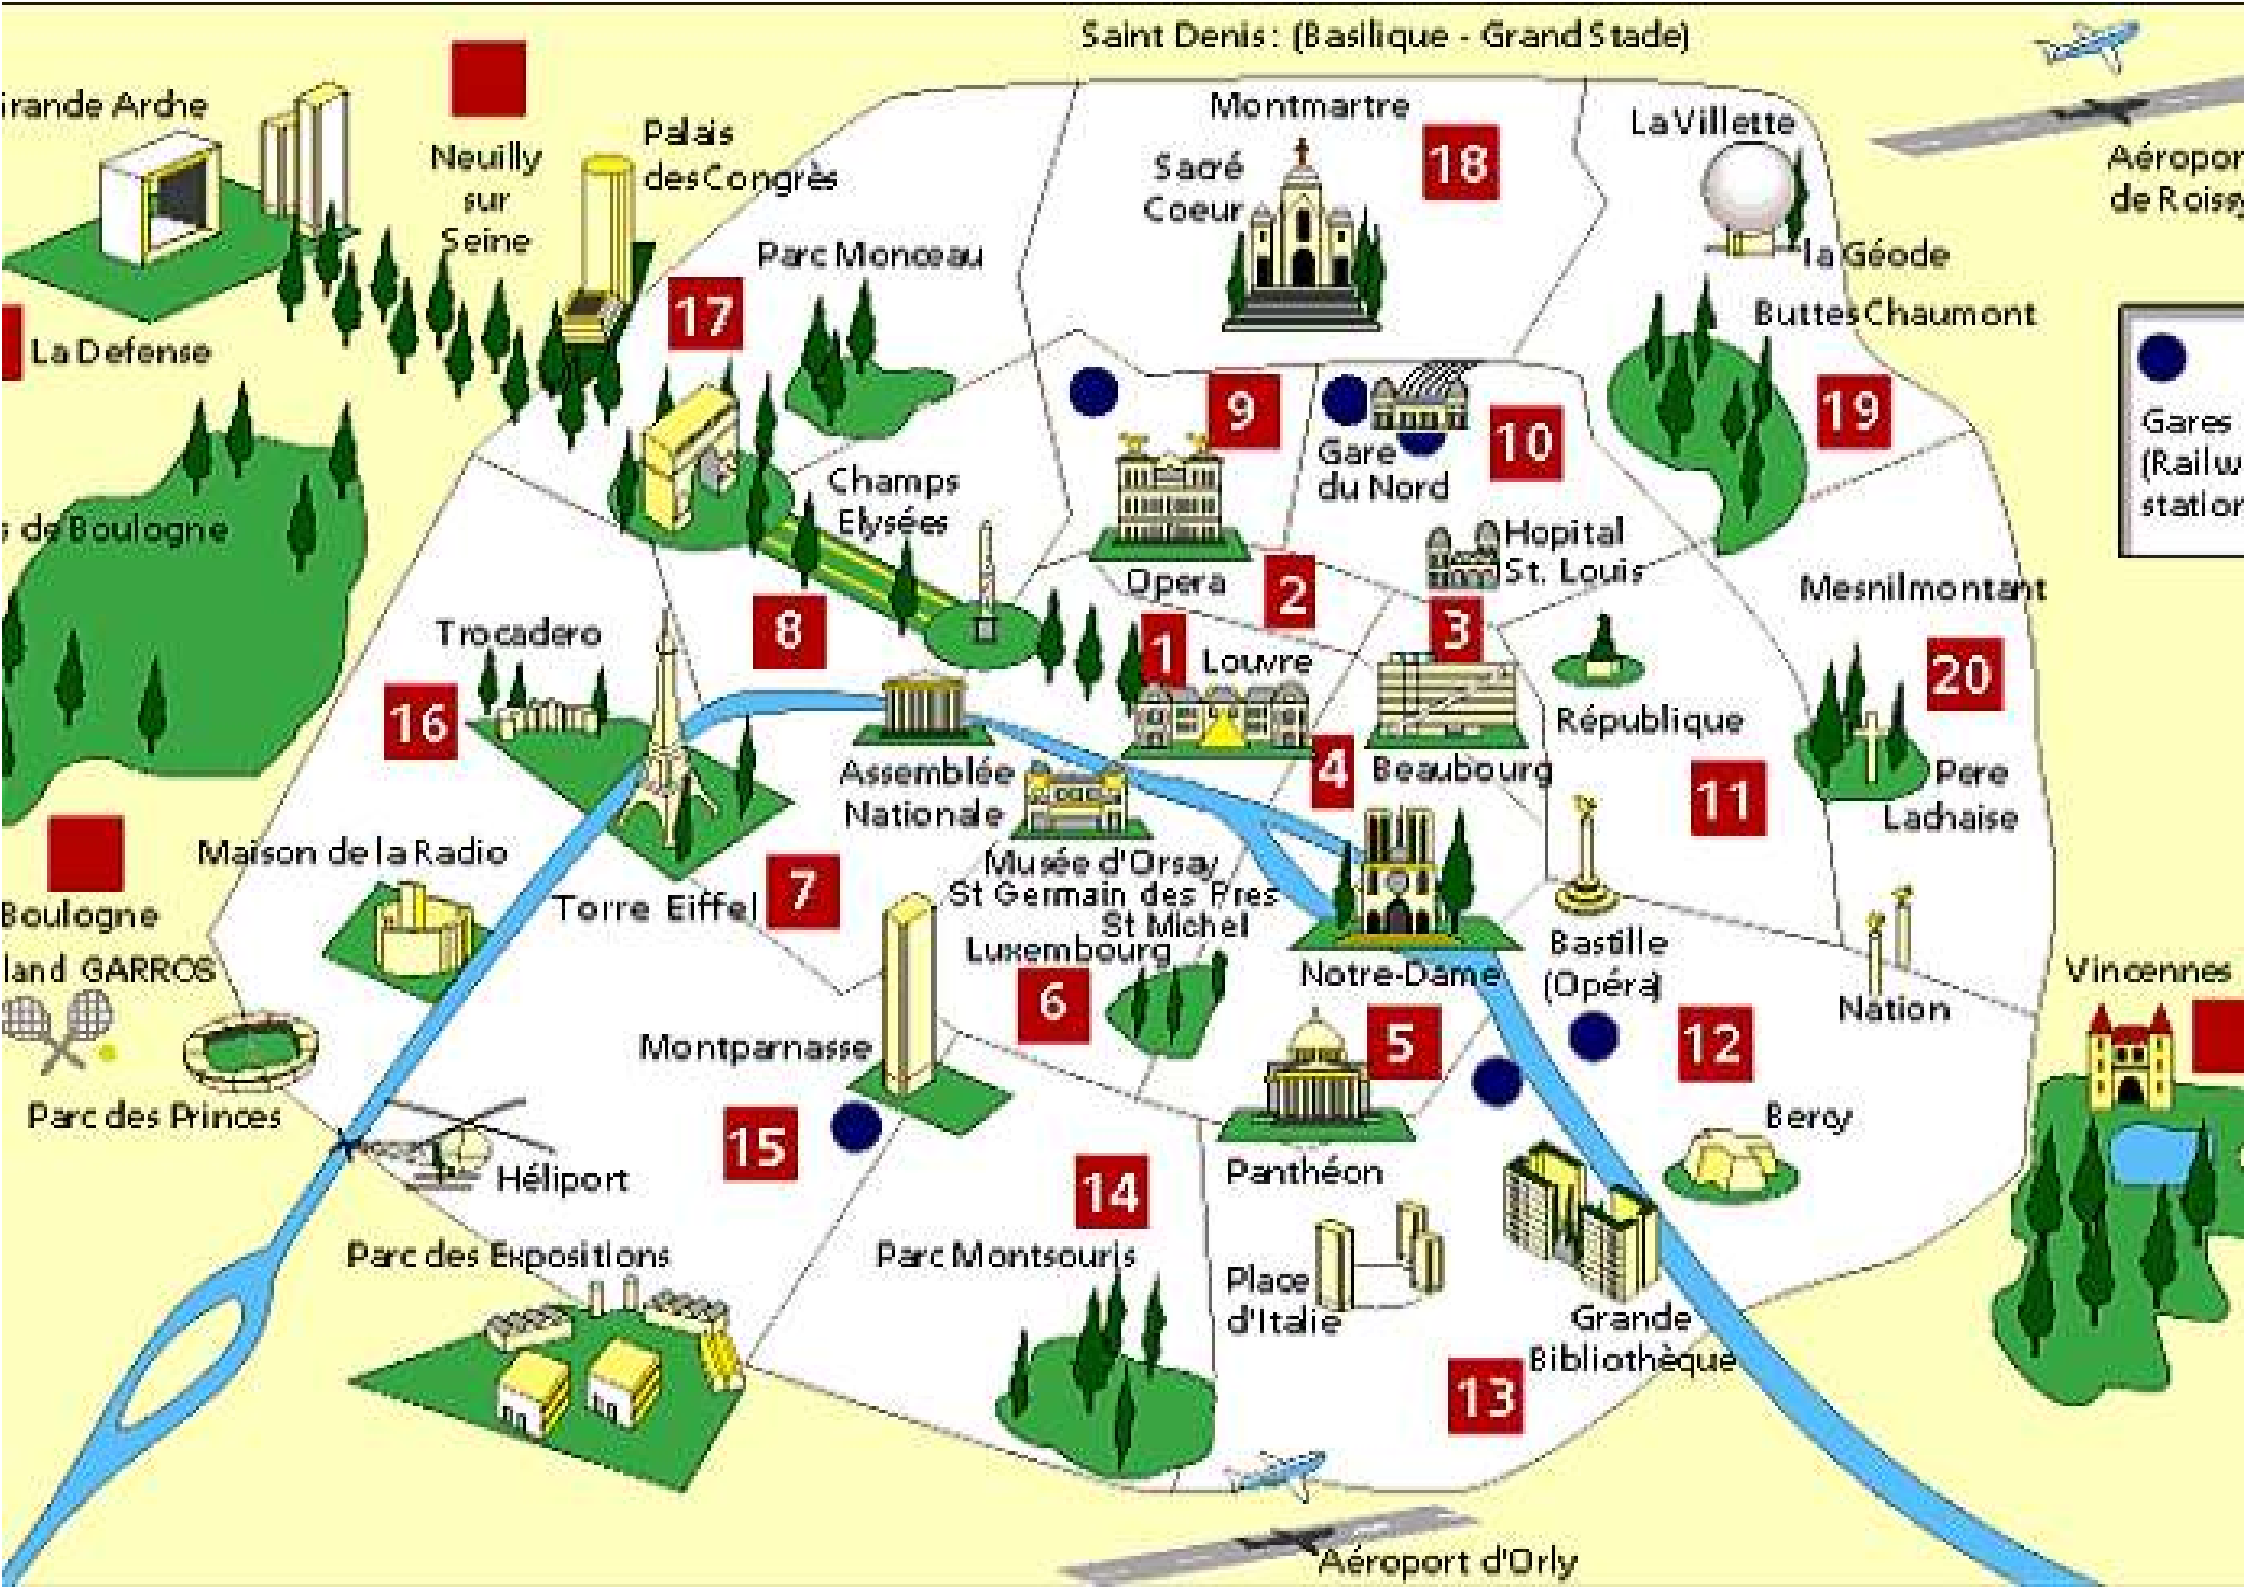 Saint Denis: (Basilique - Grand Stade)
Grande Arche
Neuilly
sur
Seine
Palais
des Congrès
Montmartre
Sacré
Coeur
18
La Villette
la Géode
Aéropor
de Roissy
La Defense
17
Parc Monceau
Buttes Chaumont
19
9
Gare
du Nord
10
Gares
(Railw
station
Champs
Elysées
Opera
Hopital
St. Louis
s de Boulogne
2
3
8
1
Louvre
Mesnilmontant
20
Trocadero
16
République
Assemblée
Nationale
4
Beaubourg
11
Pere
Lachaise
Maison de la Radio
Torre Eiffel
7
Musée d'Orsay
St Germain des Pres
St Michel
Luxembourg
6
Notre-Dame
Bastille
(Opéra)
Nation
Vincennes
Boulogne
land GARROS
Parc des Princes
Montparnasse
5
12
15
Héliport
14
Panthéon
Bercy
Parc des Expositions
Parc Montsouris
Place
d'Italie
Grande
Bibliothèque
13
Aéroport d'Orly